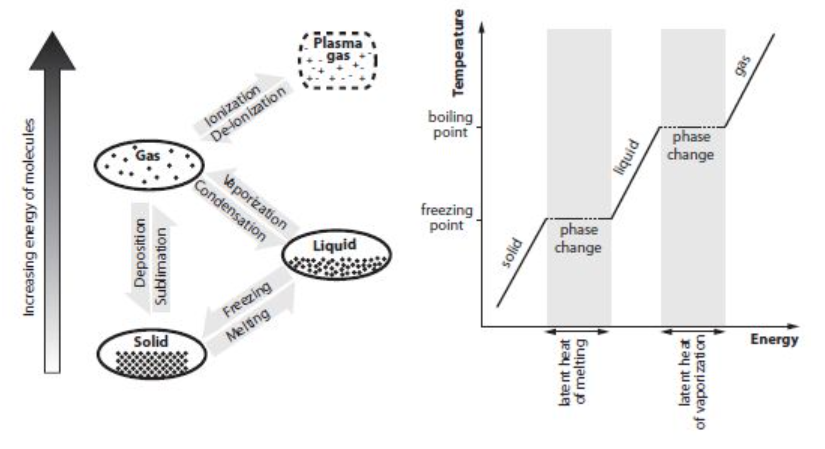 Increasing energy of molecules
Plasma
gas
Ionization
De-ionization
Gas
Vaporization
Condensation
Deposition
Sublimation
Liquid
Freezing
Melting
Solid
Temperature
boiling
point
freezing
point
solid
phase
change
liquid
phase
change
gas
Energy
latent heat
of melting
latent heat
of vaporization